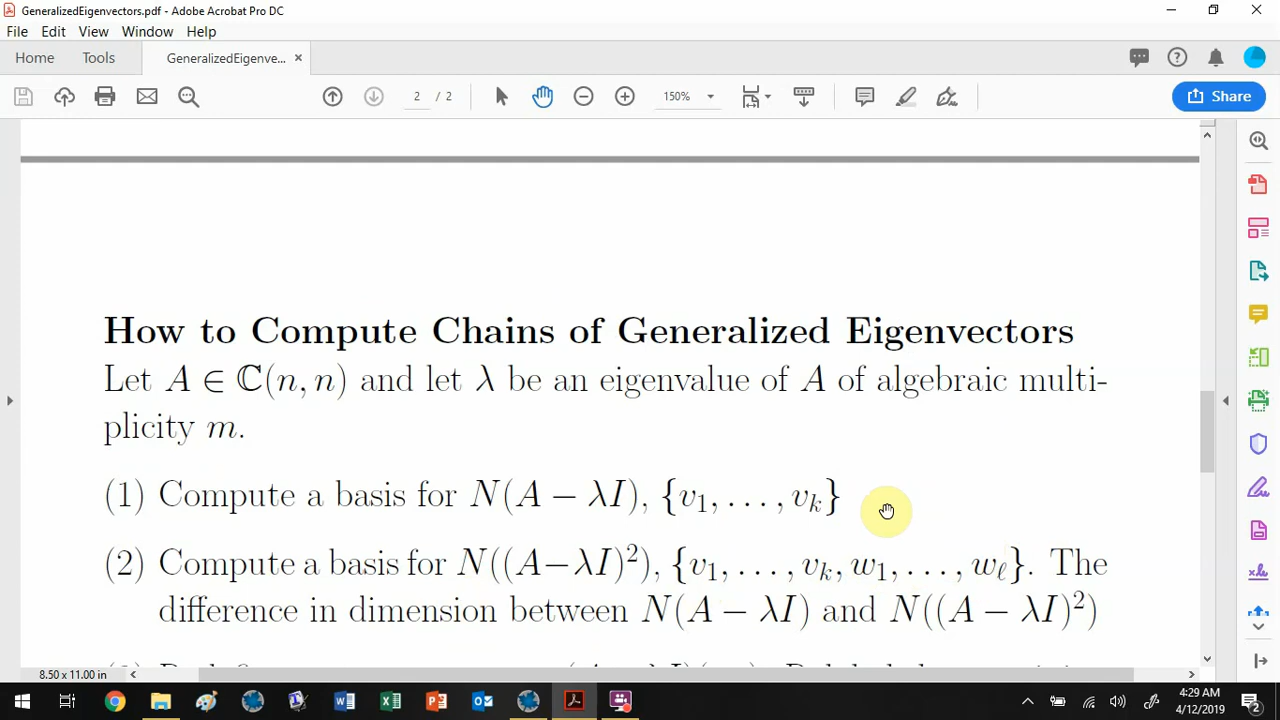 GeneralizedEigenvectors.pdf - Adobe Acrobat Pro DC
File Edit View Window Help
Home Tools GeneralizedEigenve... ×
2 / 2 150% Share
How to Compute Chains of Generalized Eigenvectors
Let A ∈ ℂ(n, n) and let λ be an eigenvalue of A of algebraic multi-
plicity m.
(1) Compute a basis for N(A − λI), {v₁, . . . , vₖ}
(2) Compute a basis for N((A−λI)²), {v₁, . . . , vₖ, w₁, . . . , wℓ}. The
difference in dimension between N(A − λI) and N((A − λI)²)
8.50 x 11.00 in
4:29 AM
4/12/2019
2